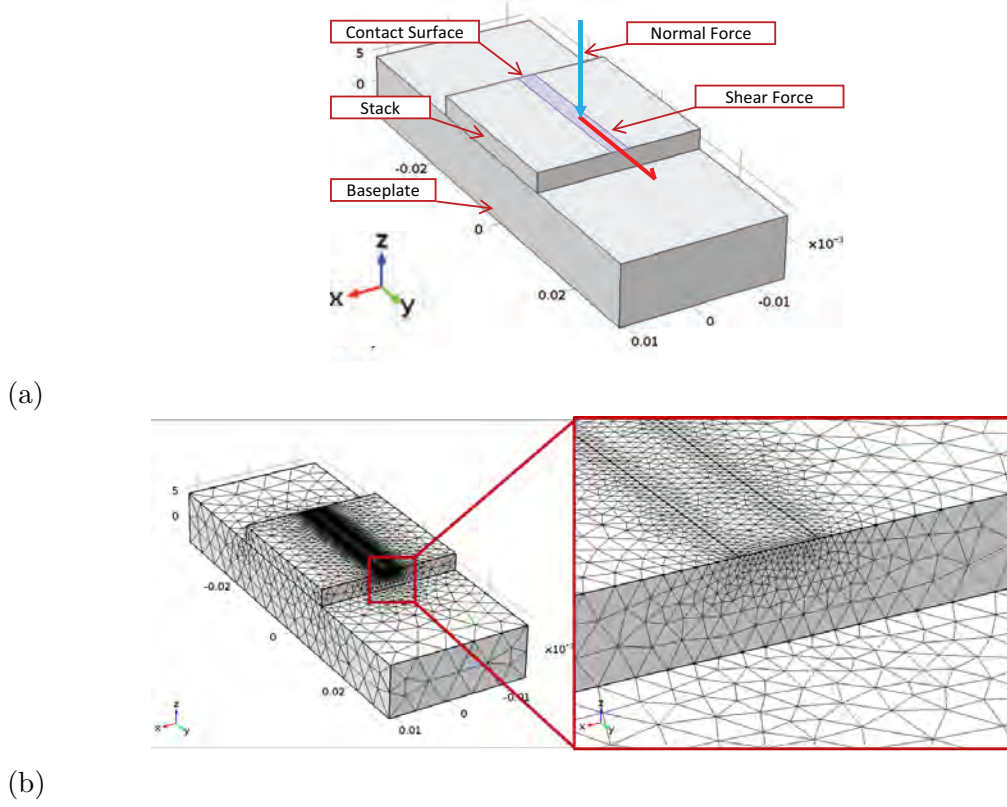 Contact Surface
Normal Force
5
0
Shear Force
Stack
-0.02
Baseplate
0
×10⁻³
z
0.02
-0.01
x
y
0
0.01
(a)
5
0
-0.02
0
×10⁻
0.02
-0.01
z
0
x
y
0.01
z
x
y
(b)